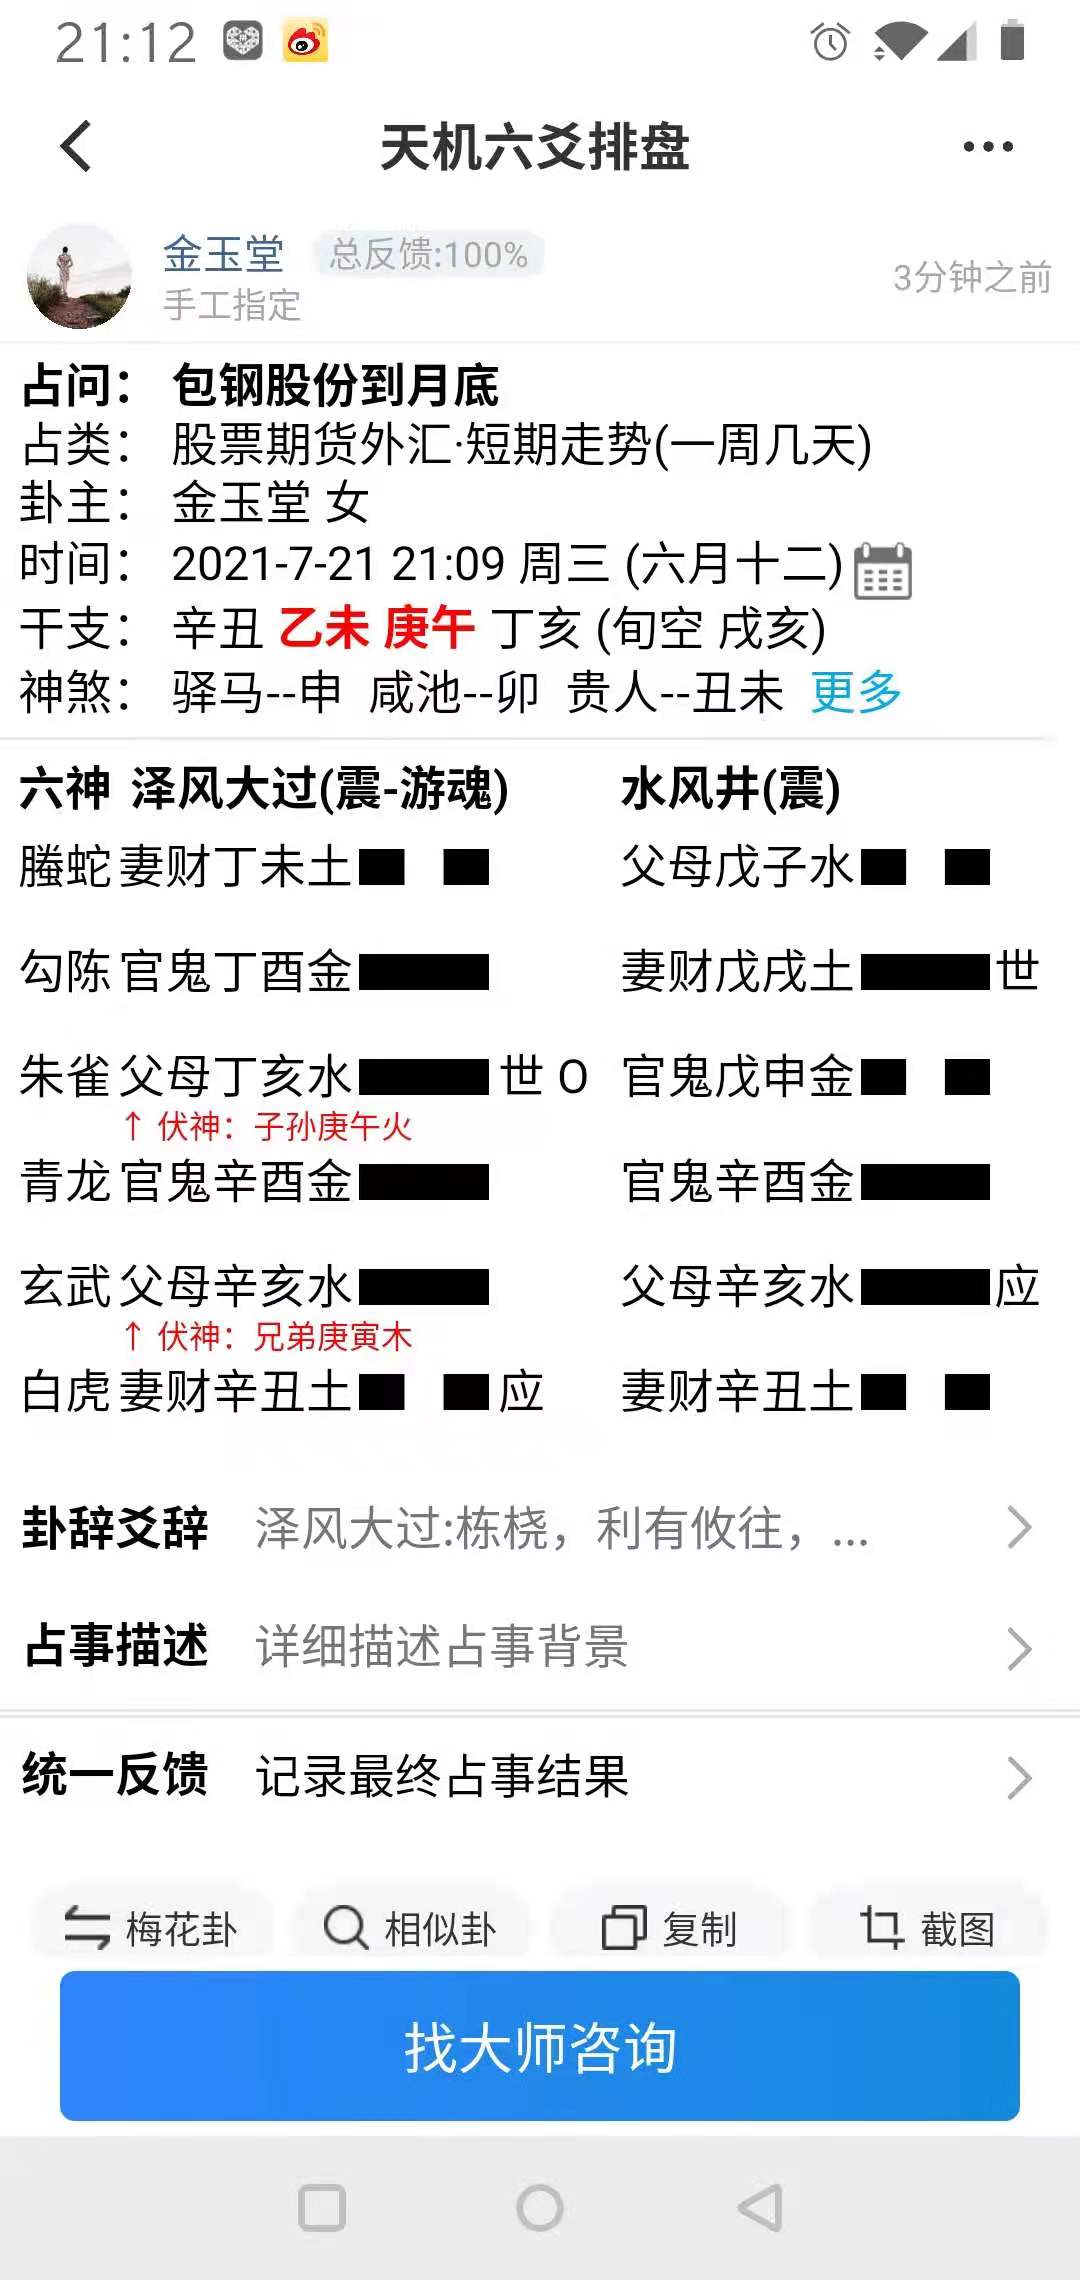 21:12
天机六爻排盘
金玉堂 总反馈:100%
手工指定
3分钟之前
占问： 包钢股份到月底
占类： 股票期货外汇·短期走势(一周几天)
卦主： 金玉堂 女
时间： 2021-7-21 21:09 周三 (六月十二)
干支： 辛丑 乙未 庚午 丁亥 (旬空 戌亥)
神煞： 驿马--申 咸池--卯 贵人--丑未 更多
六神 泽风大过(震-游魂) 水风井(震)
螣蛇 妻财丁未土 父母戊子水
勾陈 官鬼丁酉金 妻财戊戌土 世
朱雀 父母丁亥水 世 O 官鬼戊申金
↑ 伏神：子孙庚午火
青龙 官鬼辛酉金 官鬼辛酉金
玄武 父母辛亥水 父母辛亥水 应
↑ 伏神：兄弟庚寅木
白虎 妻财辛丑土 应 妻财辛丑土
卦辞爻辞 泽风大过:栋桡，利有攸往，...
占事描述 详细描述占事背景
统一反馈 记录最终占事结果
梅花卦 相似卦 复制 截图
找大师咨询